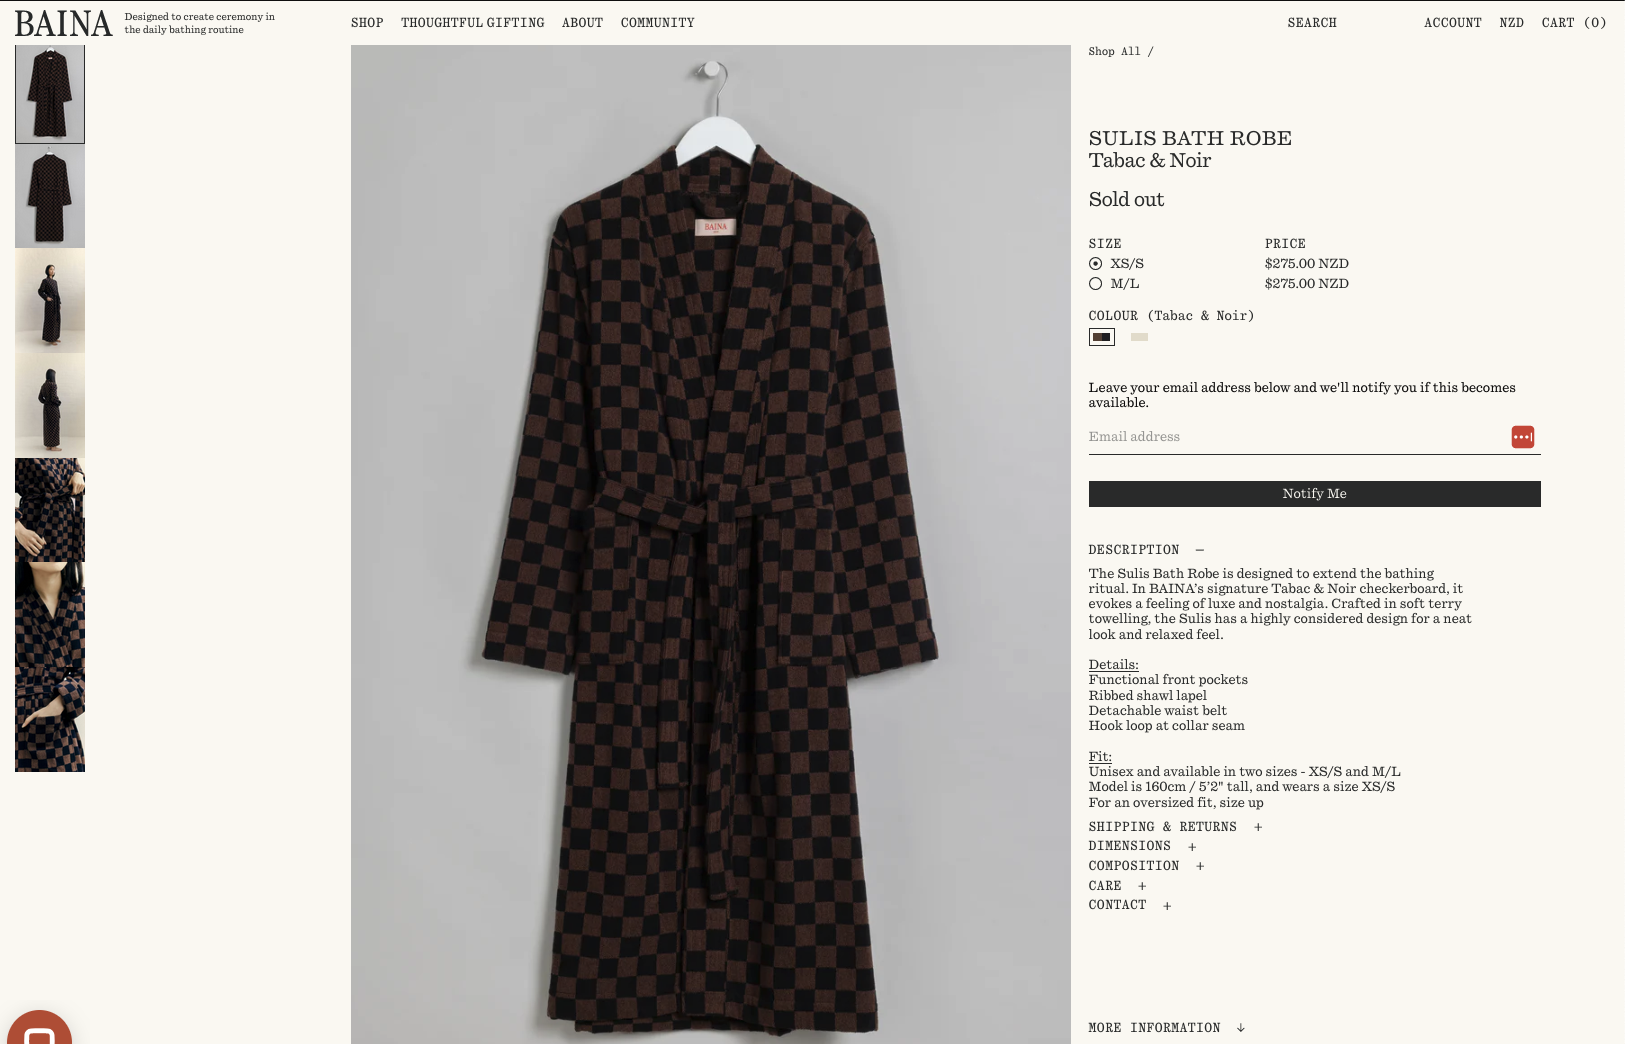 BAINA
Designed to create ceremony in
the daily bathing routine
SHOP THOUGHTFUL GIFTING ABOUT COMMUNITY
SEARCH ACCOUNT NZD CART (0)
Shop All /
BAINA
SULIS BATH ROBE
Tabac & Noir
Sold out
SIZE PRICE
XS/S $275.00 NZD
M/L $275.00 NZD
COLOUR (Tabac & Noir)
Leave your email address below and we'll notify you if this becomes
available.
Email address
Notify Me
DESCRIPTION —
The Sulis Bath Robe is designed to extend the bathing
ritual. In BAINA's signature Tabac & Noir checkerboard, it
evokes a feeling of luxe and nostalgia. Crafted in soft terry
towelling, the Sulis has a highly considered design for a neat
look and relaxed feel.
Details:
Functional front pockets
Ribbed shawl lapel
Detachable waist belt
Hook loop at collar seam
Fit:
Unisex and available in two sizes - XS/S and M/L
Model is 160cm / 5'2" tall, and wears a size XS/S
For an oversized fit, size up
SHIPPING & RETURNS +
DIMENSIONS +
COMPOSITION +
CARE +
CONTACT +
MORE INFORMATION ↓